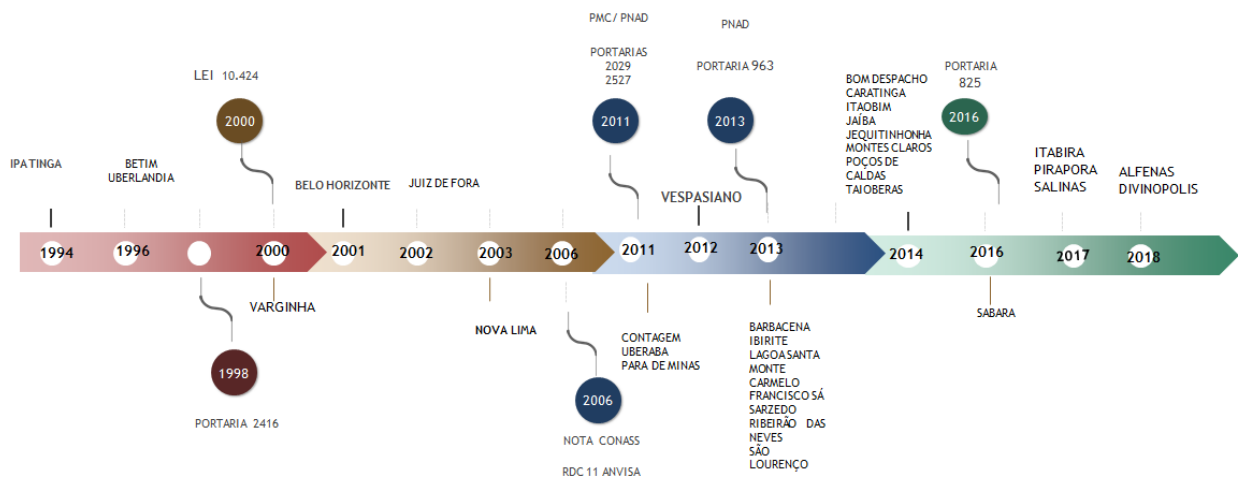 PMC/ PNAD
PORTARIAS
2029
2527
2011
PNAD
PORTARIA 963
2013
LEI 10.424
2000
BOM DESPACHO
CARATINGA
ITAOBIM
JAÍBA
JEQUITINHONHA
MONTES CLAROS
POÇOS DE
CALDAS
TAIOBERAS
PORTARIA
825
2016
IPATINGA
BETIM
UBERLANDIA
BELO HORIZONTE
JUIZ DE FORA
VESPASIANO
ITABIRA
PIRAPORA
SALINAS
ALFENAS
DIVINOPOLIS
1994
1996
2000
2001
2002
2003
2006
2011
2012
2013
2014
2016
2017
2018
VARGINHA
1998
PORTARIA 2416
NOVA LIMA
2006
NOTA CONASS
RDC 11 ANVISA
CONTAGEM
UBERABA
PARA DE MINAS
BARBACENA
IBIRITE
LAGOA SANTA
MONTE
CARMELO
FRANCISCO SÁ
SARZEDO
RIBEIRÃO DAS
NEVES
SÃO
LOURENÇO
SABARA